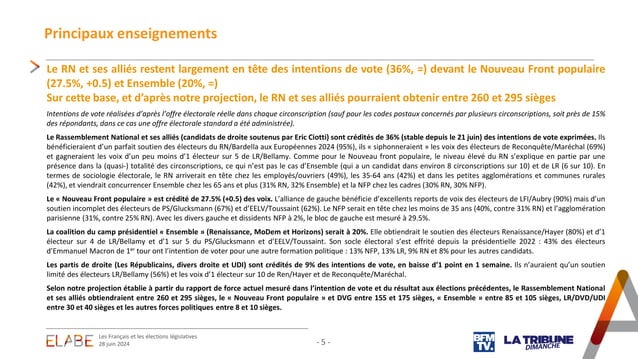 Principaux enseignements
Le RN et ses alliés restent largement en tête des intentions de vote (36%, =) devant le Nouveau Front populaire
(27.5%, +0.5) et Ensemble (20%, =)
Sur cette base, et d'après notre projection, le RN et ses alliés pourraient obtenir entre 260 et 295 sièges
Intentions de vote réalisées d'après l'offre électorale réelle dans chaque circonscription (sauf pour les codes postaux concernés par plusieurs circonscriptions, soit près de 15%
des répondants, dans ce cas une offre électorale standard a été administrée).
Le Rassemblement National et ses alliés (candidats de droite soutenus par Eric Ciotti) sont crédités de 36% (stable depuis le 21 juin) des intentions de vote exprimées. Ils
bénéficieraient d'un parfait soutien des électeurs du RN/Bardella aux Européennes 2024 (95%), ils « siphonneraient » les voix des électeurs de Reconquête/Maréchal (69%)
et gagneraient les voix d'un peu moins d'1 électeur sur 5 de LR/Bellamy. Comme pour le Nouveau front populaire, le niveau élevé du RN s'explique en partie par une
présence dans la (quasi-) totalité des circonscriptions, ce qui n'est pas le cas d'Ensemble (qui a un candidat dans environ 8 circonscriptions sur 10) et de LR (6 sur 10). En
termes de sociologie électorale, le RN arriverait en tête chez les employés/ouvriers (49%), les 35-64 ans (42%) et dans les petites agglomérations et communes rurales
(42%), et viendrait concurrencer Ensemble chez les 65 ans et plus (31% RN, 32% Ensemble) et la NFP chez les cadres (30% RN, 30% NFP).
Le « Nouveau Front populaire » est crédité de 27.5% (+0.5) des voix. L'alliance de gauche bénéficie d'excellents reports de voix des électeurs de LFI/Aubry (90%) mais d'un
soutien incomplet des électeurs de PS/Glucksmann (67%) et d'EELV/Toussaint (62%). Le NFP serait en tête chez les moins de 35 ans (40%, contre 31% RN) et l'agglomération
parisienne (31%, contre 25% RN). Avec les divers gauche et dissidents NFP à 2%, le bloc de gauche est mesuré à 29.5%.
La coalition du camp présidentiel « Ensemble » (Renaissance, MoDem et Horizons) serait à 20%. Elle obtiendrait le soutien des électeurs Renaissance/Hayer (80%) et d'1
électeur sur 4 de LR/Bellamy et d'1 sur 5 du PS/Glucksmann et d'EELV/Toussaint. Son socle électoral s'est effrité depuis la présidentielle 2022 : 43% des électeurs
d'Emmanuel Macron de 1er tour ont l'intention de voter pour une autre formation politique : 13% NFP, 13% LR, 9% RN et 8% pour les autres candidats.
Les partis de droite (Les Républicains, divers droite et UDI) sont crédités de 9% des intentions de vote, en baisse d'1 point en 1 semaine. Ils n'auraient qu'un soutien
limité des électeurs LR/Bellamy (56%) et les voix d'1 électeur sur 10 de Ren/Hayer et de Reconquête/Maréchal.
Selon notre projection établie à partir du rapport de force actuel mesuré dans l'intention de vote et du résultat aux élections précédentes, le Rassemblement National
et ses alliés obtiendraient entre 260 et 295 sièges, le « Nouveau Front populaire » et DVG entre 155 et 175 sièges, « Ensemble » entre 85 et 105 sièges, LR/DVD/UDI
entre 30 et 40 sièges et les autres forces politiques entre 8 et 10 sièges.
ELABE
Les Français et les élections législatives
28 juin 2024
- 5 -
BFM
TV.
LA TRIBUNE
DIMANCHE